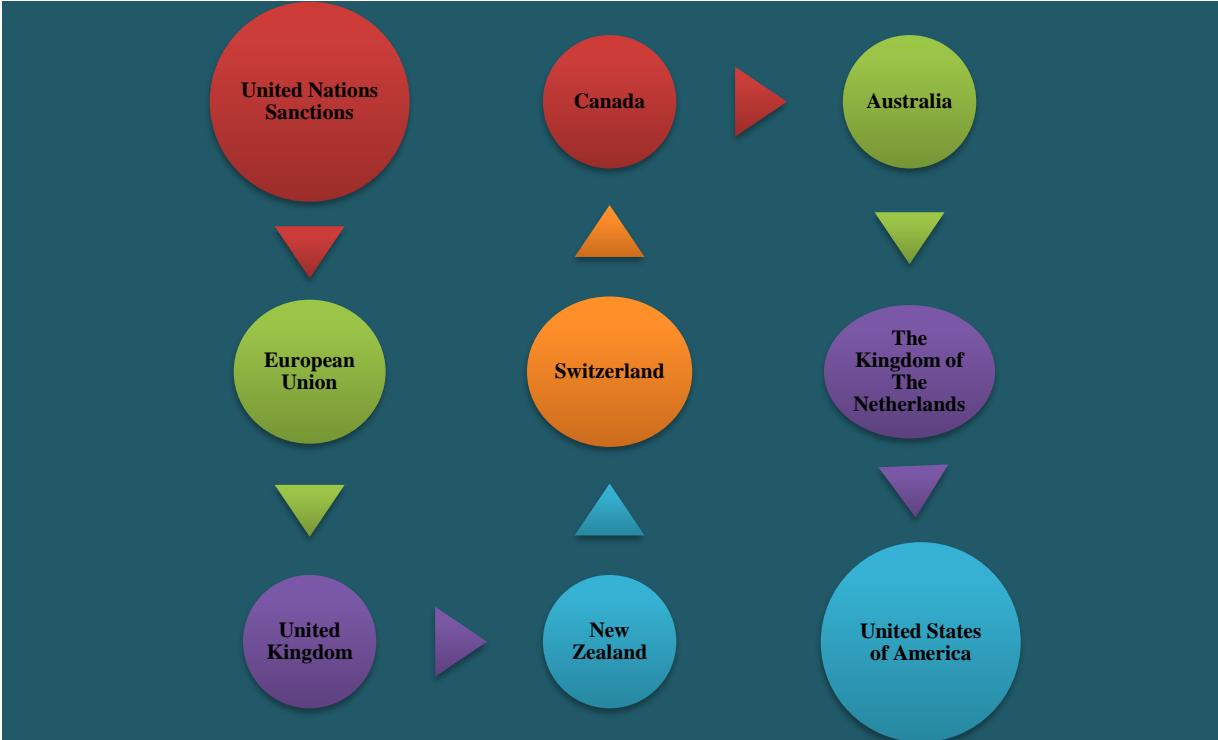 United Nations
Sanctions
European
Union
United
Kingdom
New
Zealand
Switzerland
Canada
Australia
The
Kingdom of
The
Netherlands
United States
of America